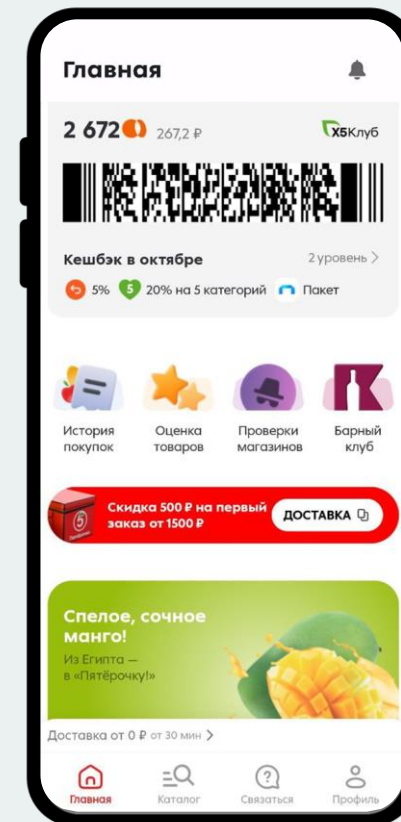 Главная
2 672 267,2 ₽ Х5Клуб
Кешбэк в октябре 2 уровень >
5% 5 20% на 5 категорий Пакет
История покупок
Оценка товаров
Проверки магазинов
Барный клуб
Скидка 500 ₽ на первый
заказ от 1500 ₽
ДОСТАВКА
Спелое, сочное
манго!
Из Египта —
в «Пятёрочку!»
Доставка от 0 ₽ от 30 мин >
Главная Каталог Связаться Профиль